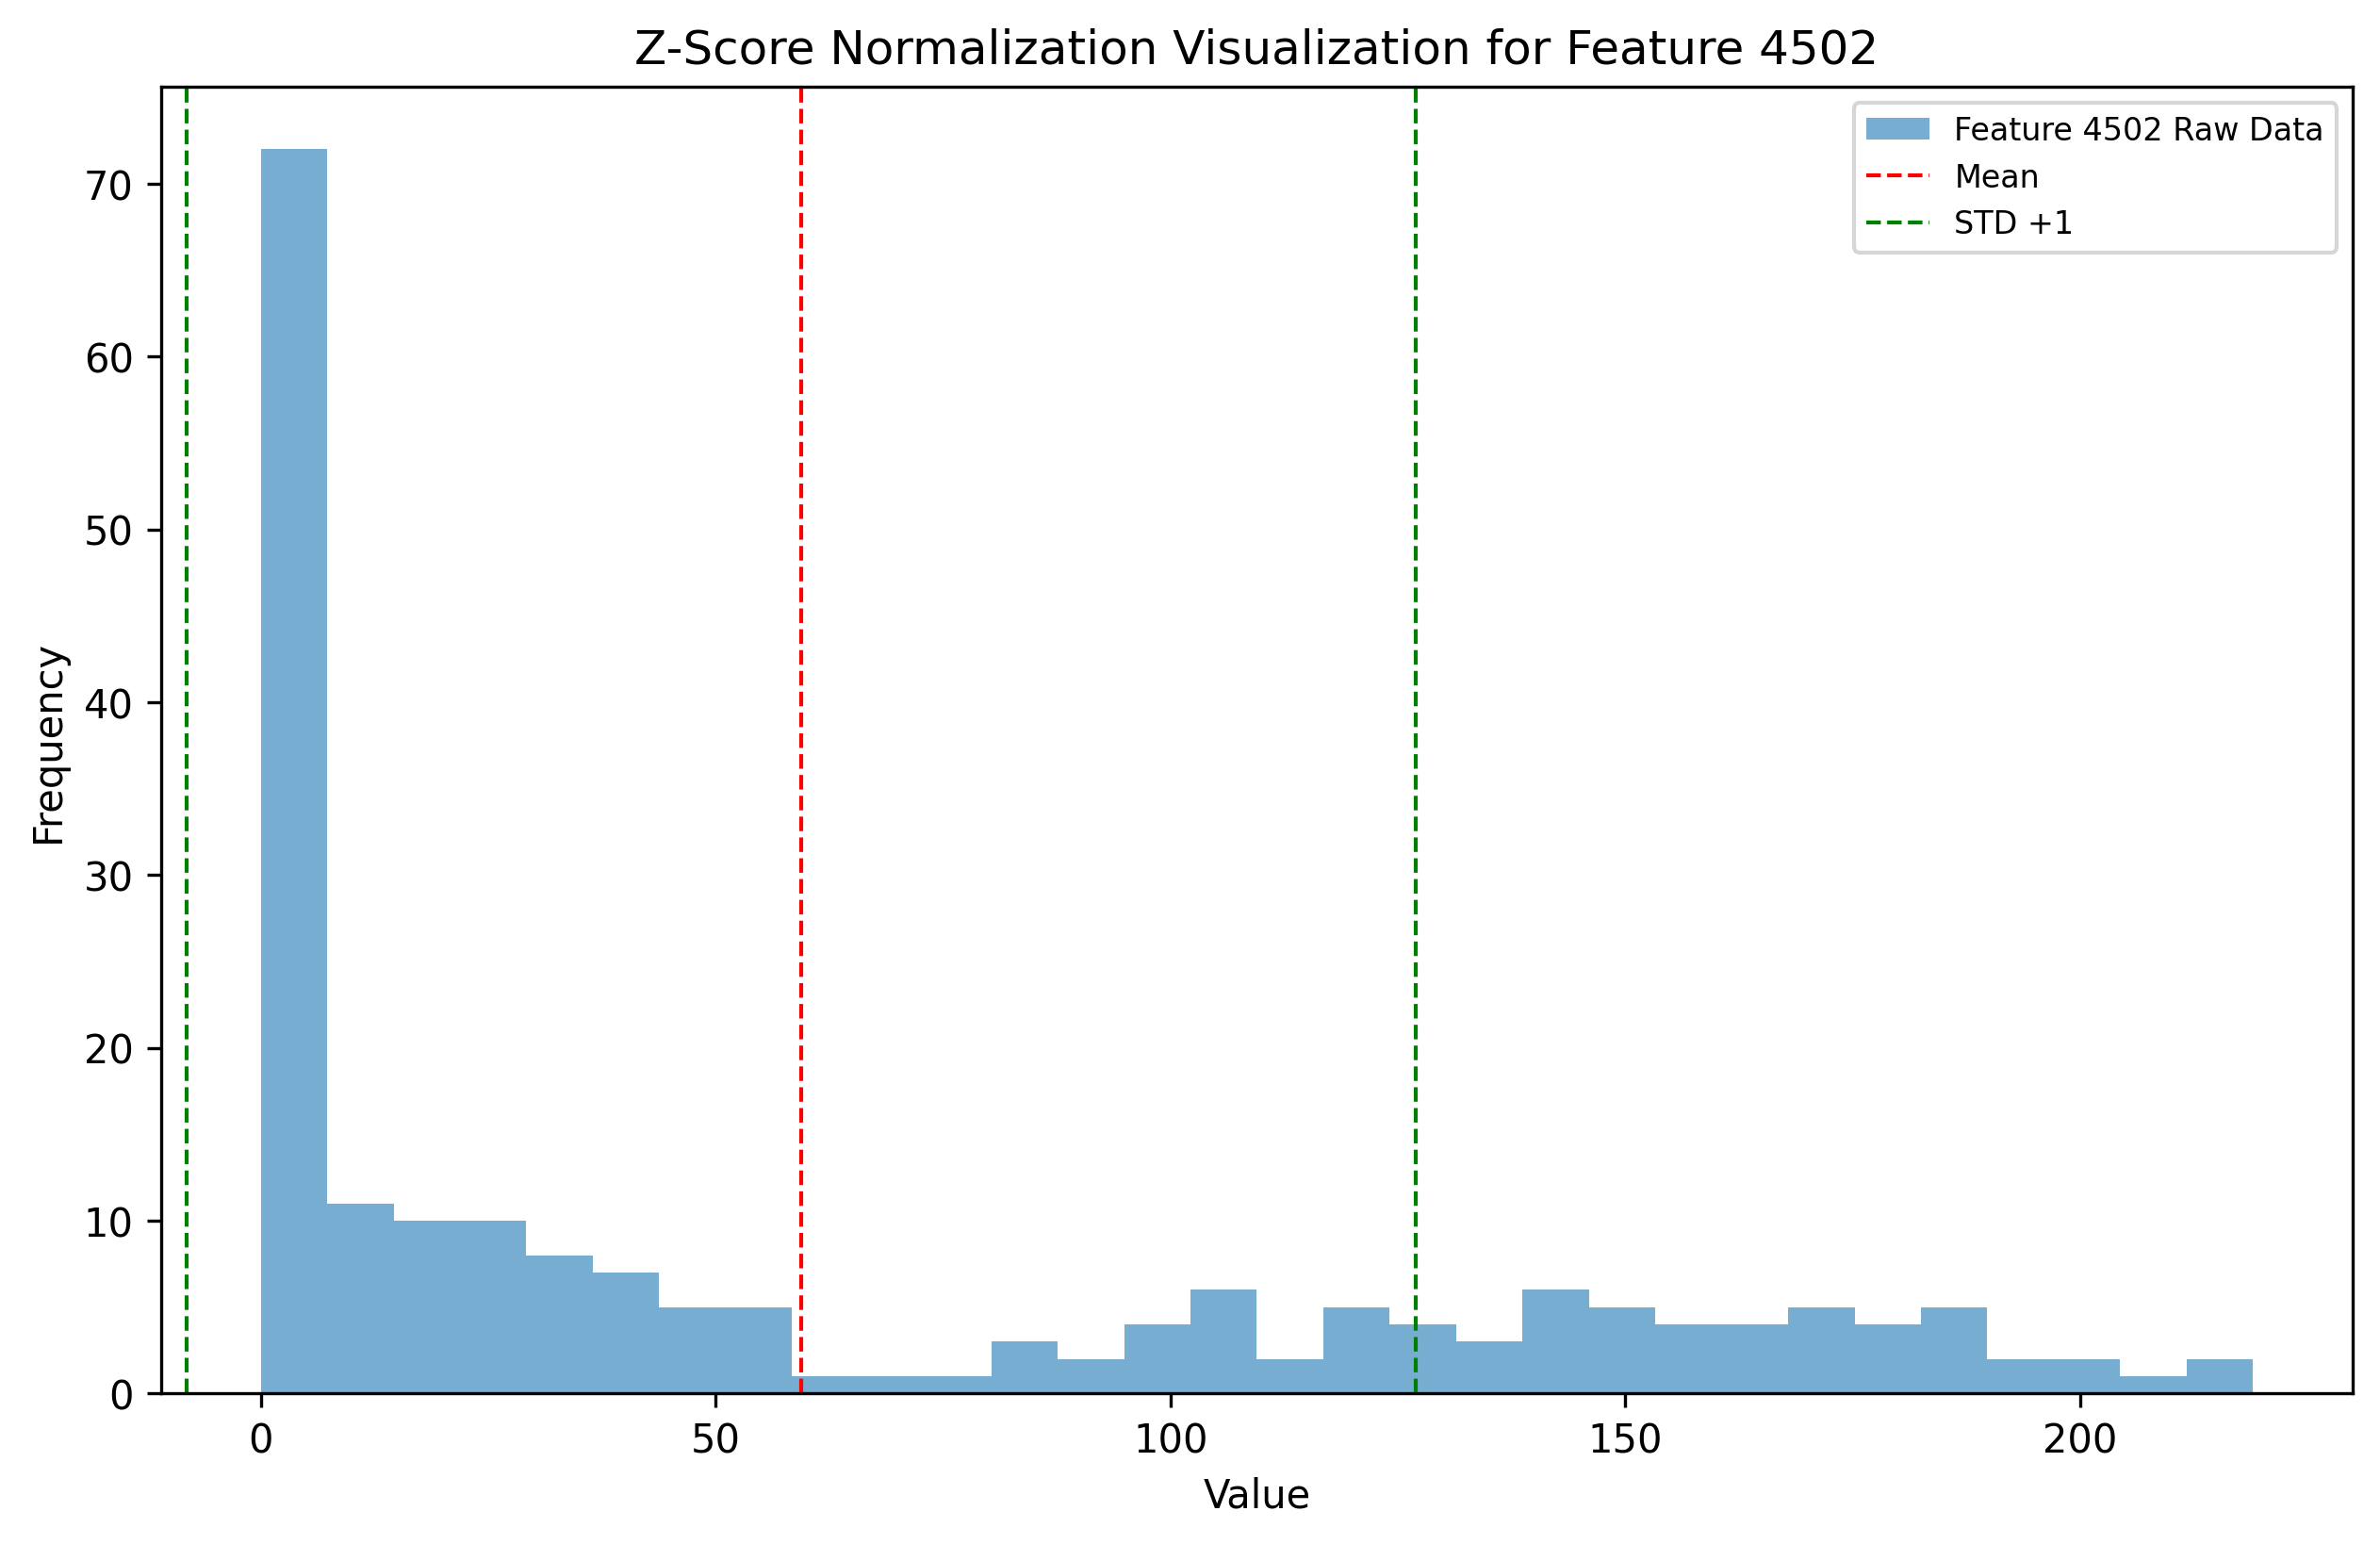 Z-Score Normalization Visualization for Feature 4502
Feature 4502 Raw Data
Mean
STD +1
Frequency
70
60
50
40
30
20
10
0
0 50 100 150 200
Value